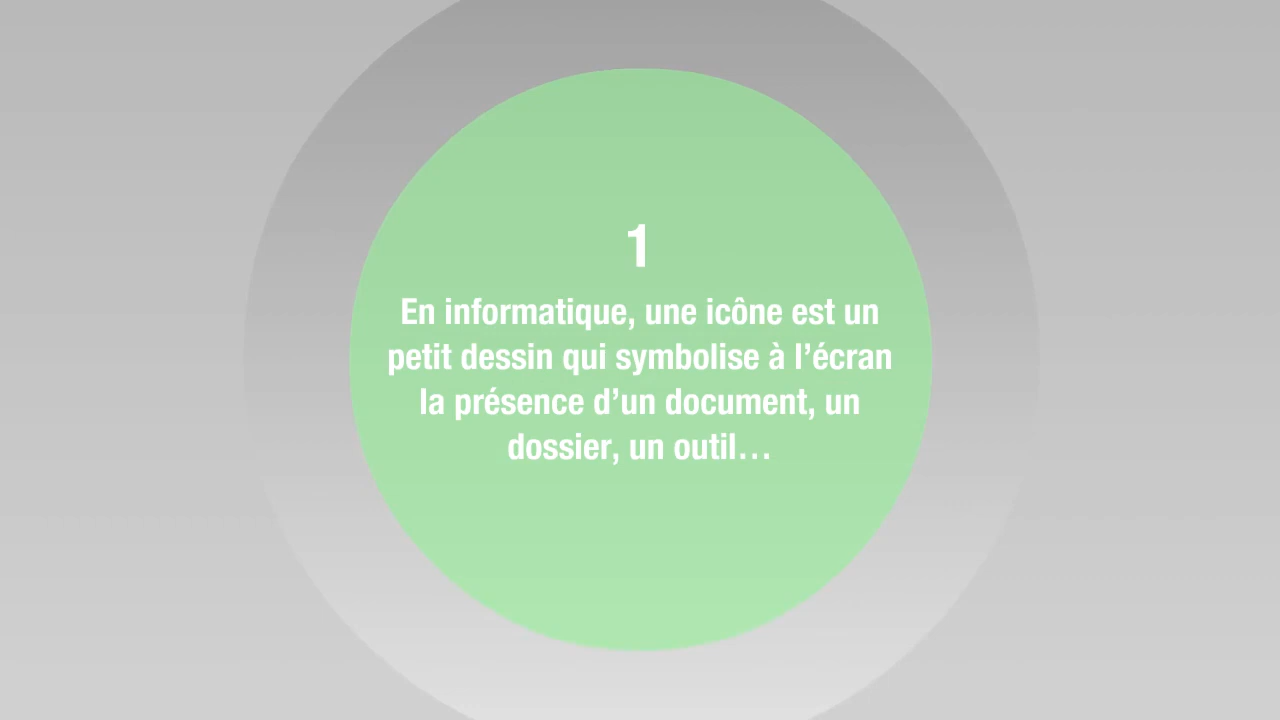 1
En informatique, une icône est un
petit dessin qui symbolise à l’écran
la présence d’un document, un
dossier, un outil…